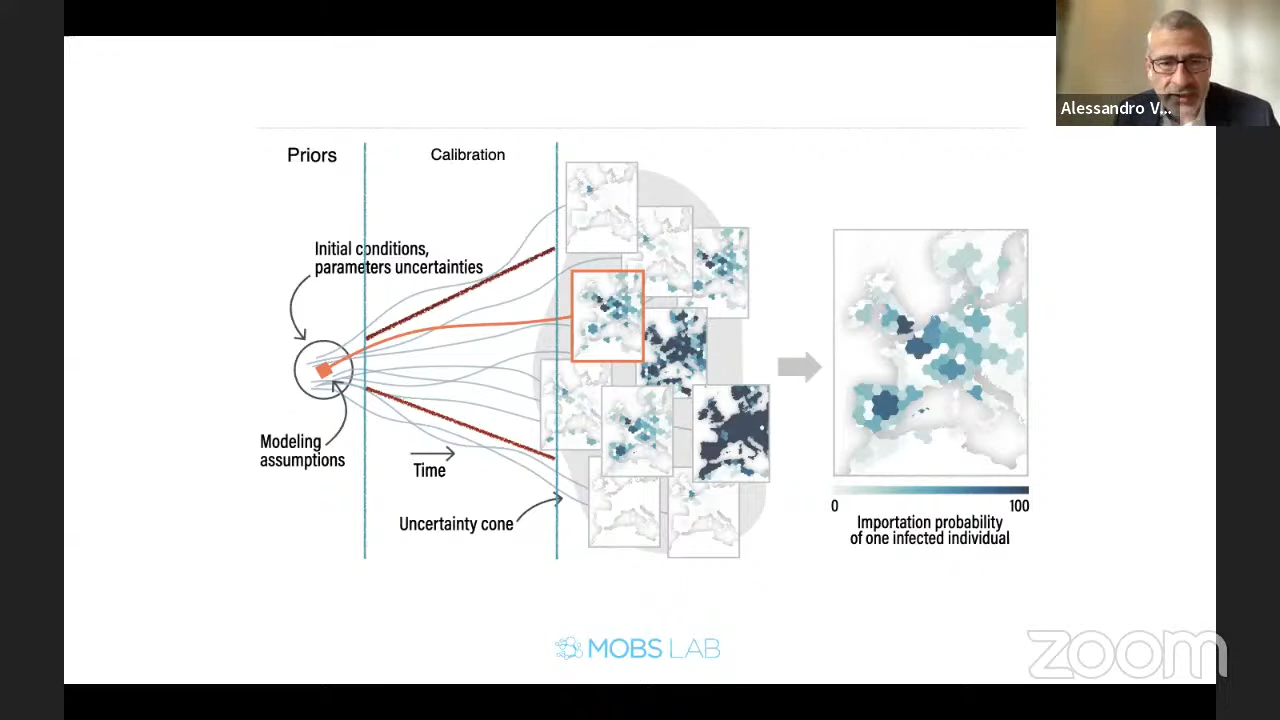 Alessandro V...
Priors
Calibration
Initial conditions,
parameters uncertainties
Modeling
assumptions
Time
Uncertainty cone
0
100
Importation probability
of one infected individual
MOBS LAB
zoom